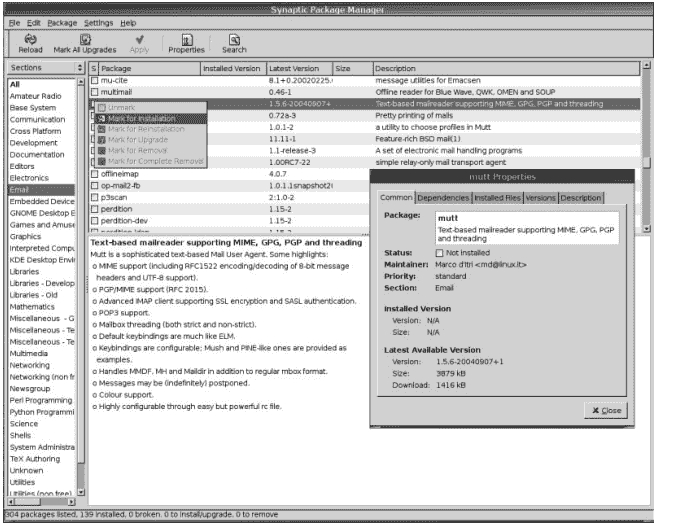 Synaptic Package Manager
File Edit Package Settings Help
Reload Mark All Upgrades Apply Properties Search
Sections
All
Amateur Radio
Base System
Communication
Cross Platform
Development
Documentation
Editors
Electronics
Email
Embedded Device
GNOME Desktop E
Games and Amuse
Graphics
Interpreted Compu
KDE Desktop Envir
Libraries
Libraries - Develop
Libraries - Old
Mathematics
Miscellaneous - G
Miscellaneous - Te
Miscellaneous - Te
Multimedia
Networking
Networking (non fr
Newsgroup
Perl Programming
Python Programmi
Science
Shells
System Administra
TeX Authoring
Unknown
Utilities
Utilities (non free)
S Package Installed Version Latest Version Size Description
mu-cite 8.1+0.20020225. message utilities for Emacsen
multimail 0.46-1 Offline reader for Blue Wave, QWK, OMEN and SOUP
1.5.6-20040907+ Text-based mailreader supporting MIME, GPG, PGP and threading
0.72a-3 Pretty printing of mails
1.0.1-2 a utility to choose profiles in Mutt
11.11-1 Feature-rich BSD mail(1)
1.1-release-3 A set of electronic mail handling programs
1.00RC7-22 simple relay-only mail transport agent
offlineimap 4.0.7
op-mail2-fb 1.0.1.1snapshot2
p3scan 2:1.0-2
perdition 1.15-2
perdition-dev 1.15-2
1.15-2
Unmark
Mark for Installation
Mark for Reinstallation
Mark for Upgrade
Mark for Removal
Mark for Complete Removal
Text-based mailreader supporting MIME, GPG, PGP and threading
Mutt is a sophisticated text-based Mail User Agent. Some highlights:
o MIME support (including RFC1522 encoding/decoding of 8-bit message
headers and UTF-8 support).
o PGP/MIME support (RFC 2015).
o Advanced IMAP client supporting SSL encryption and SASL authentication.
o POP3 support.
o Mailbox threading (both strict and non-strict).
o Default keybindings are much like ELM.
o Keybindings are configurable; Mush and PINE-like ones are provided as
examples.
o Handles MMDF, MH and Maildir in addition to regular mbox format.
o Messages may be (indefinitely) postponed.
o Colour support.
o Highly configurable through easy but powerful rc file.
mutt Properties
Common Dependencies Installed Files Versions Description
Package: mutt
Text-based mailreader supporting MIME, GPG, PGP
and threading
Status: Not installed
Maintainer: Marco d'Itri <md@linux.it>
Priority: standard
Section: Email
Installed Version
Version: N/A
Size: N/A
Latest Available Version
Version: 1.5.6-20040907+1
Size: 3879 kB
Download: 1416 kB
Close
304 packages listed, 139 installed, 0 broken. 0 to install/upgrade, 0 to remove